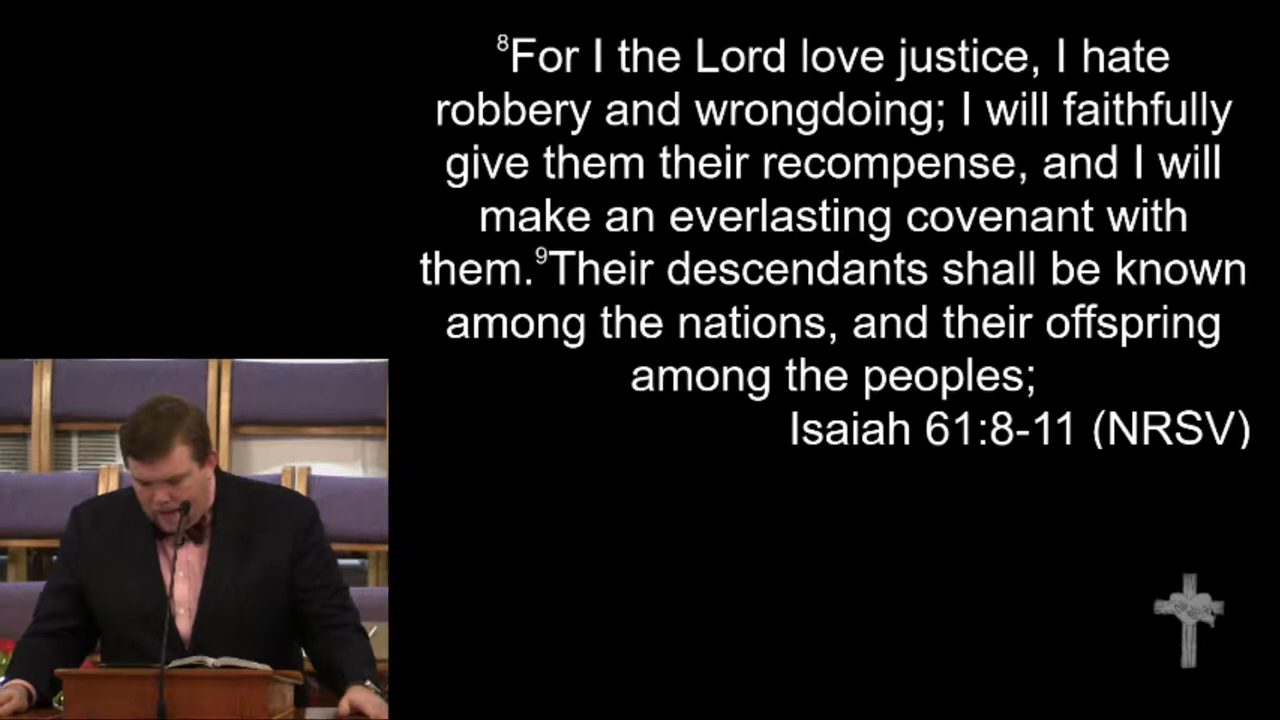 ⁸For I the Lord love justice, I hate
robbery and wrongdoing; I will faithfully
give them their recompense, and I will
make an everlasting covenant with
them.⁹Their descendants shall be known
among the nations, and their offspring
among the peoples;
Isaiah 61:8-11 (NRSV)